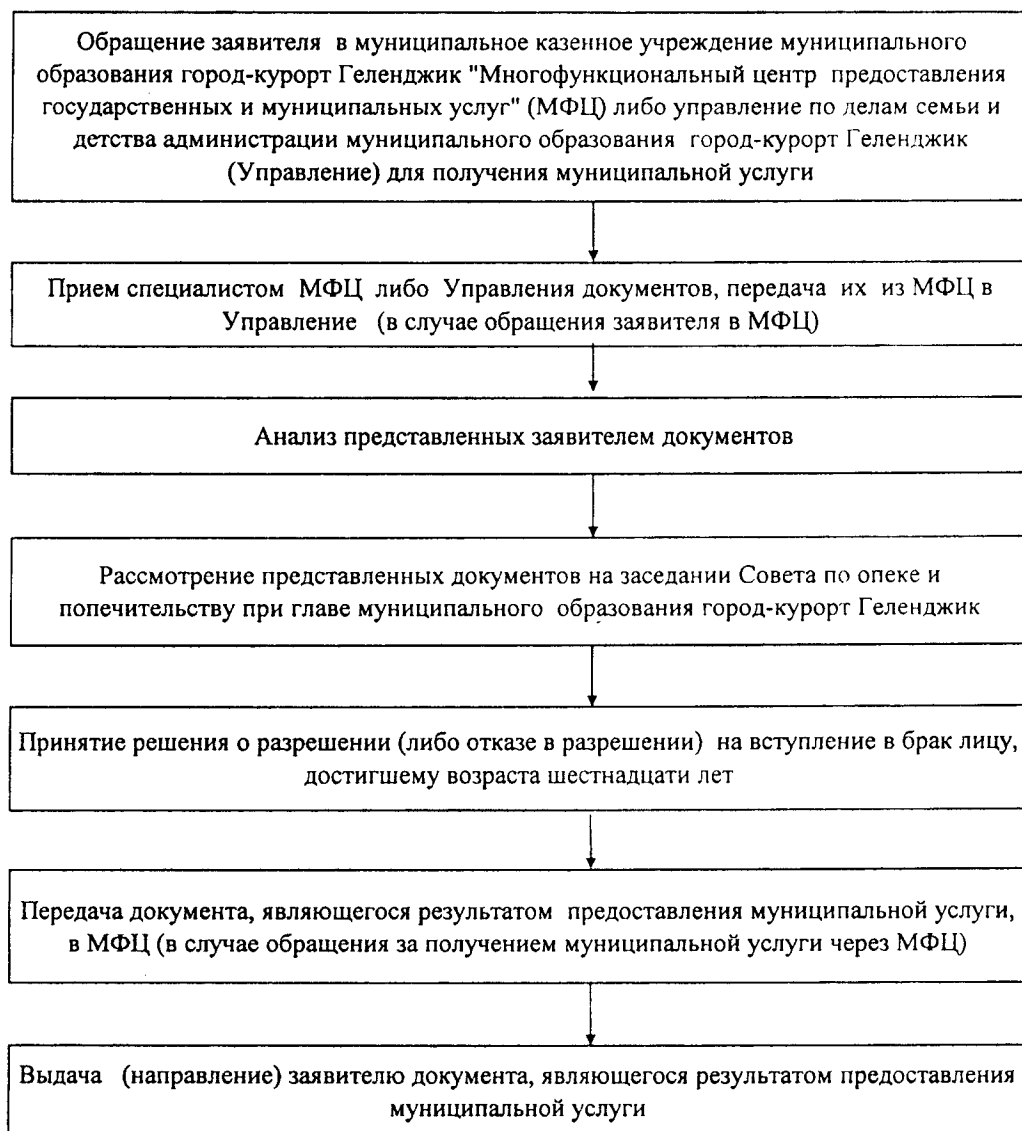 Обращение заявителя в муниципальное казенное учреждение муниципального
образования город-курорт Геленджик "Многофункциональный центр предоставления
государственных и муниципальных услуг" (МФЦ) либо управление по делам семьи и
детства администрации муниципального образования город-курорт Геленджик
(Управление) для получения муниципальной услуги
Прием специалистом МФЦ либо Управления документов, передача их из МФЦ в
Управление (в случае обращения заявителя в МФЦ)
Анализ представленных заявителем документов
Рассмотрение представленных документов на заседании Совета по опеке и
попечительству при главе муниципального образования город-курорт Геленджик
Принятие решения о разрешении (либо отказе в разрешении) на вступление в брак лицу,
достигшему возраста шестнадцати лет
Передача документа, являющегося результатом предоставления муниципальной услуги,
в МФЦ (в случае обращения за получением муниципальной услуги через МФЦ)
Выдача (направление) заявителю документа, являющегося результатом предоставления
муниципальной услуги